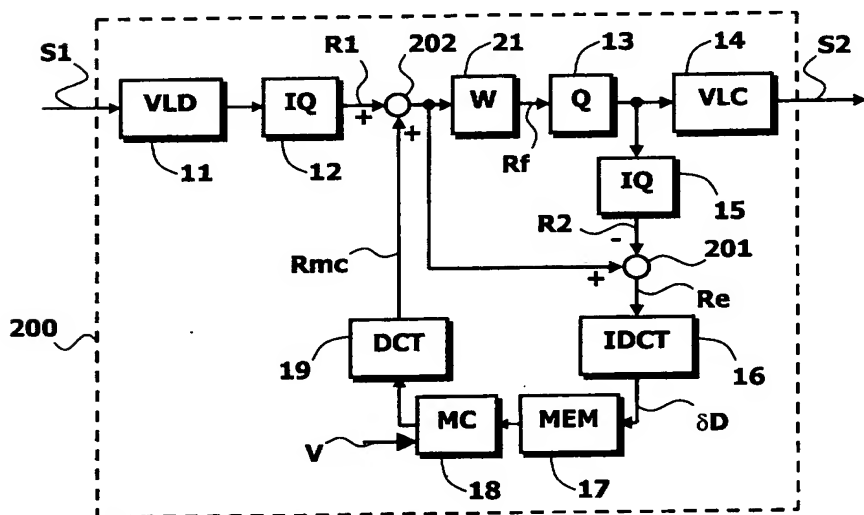 S1
R1
202
21
13
14
S2
VLD
IQ
+
+
W
Q
VLC
11
12
Rf
IQ
15
R2
-
201
Rmc
+
Re
200
DCT
19
IDCT
16
MC
MEM
δD
V
18
17